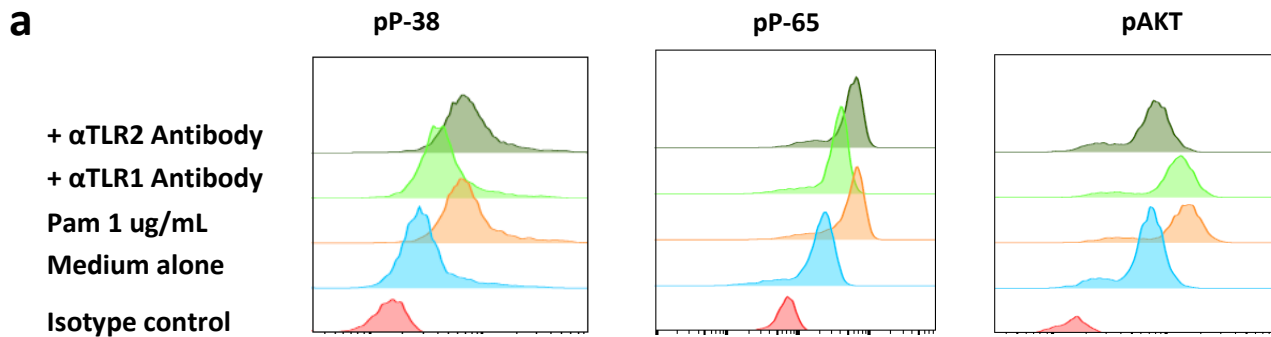 a
pP-38
pP-65
pAKT
+ αTLR2 Antibody
+ αTLR1 Antibody
Pam 1 ug/mL
Medium alone
Isotype control